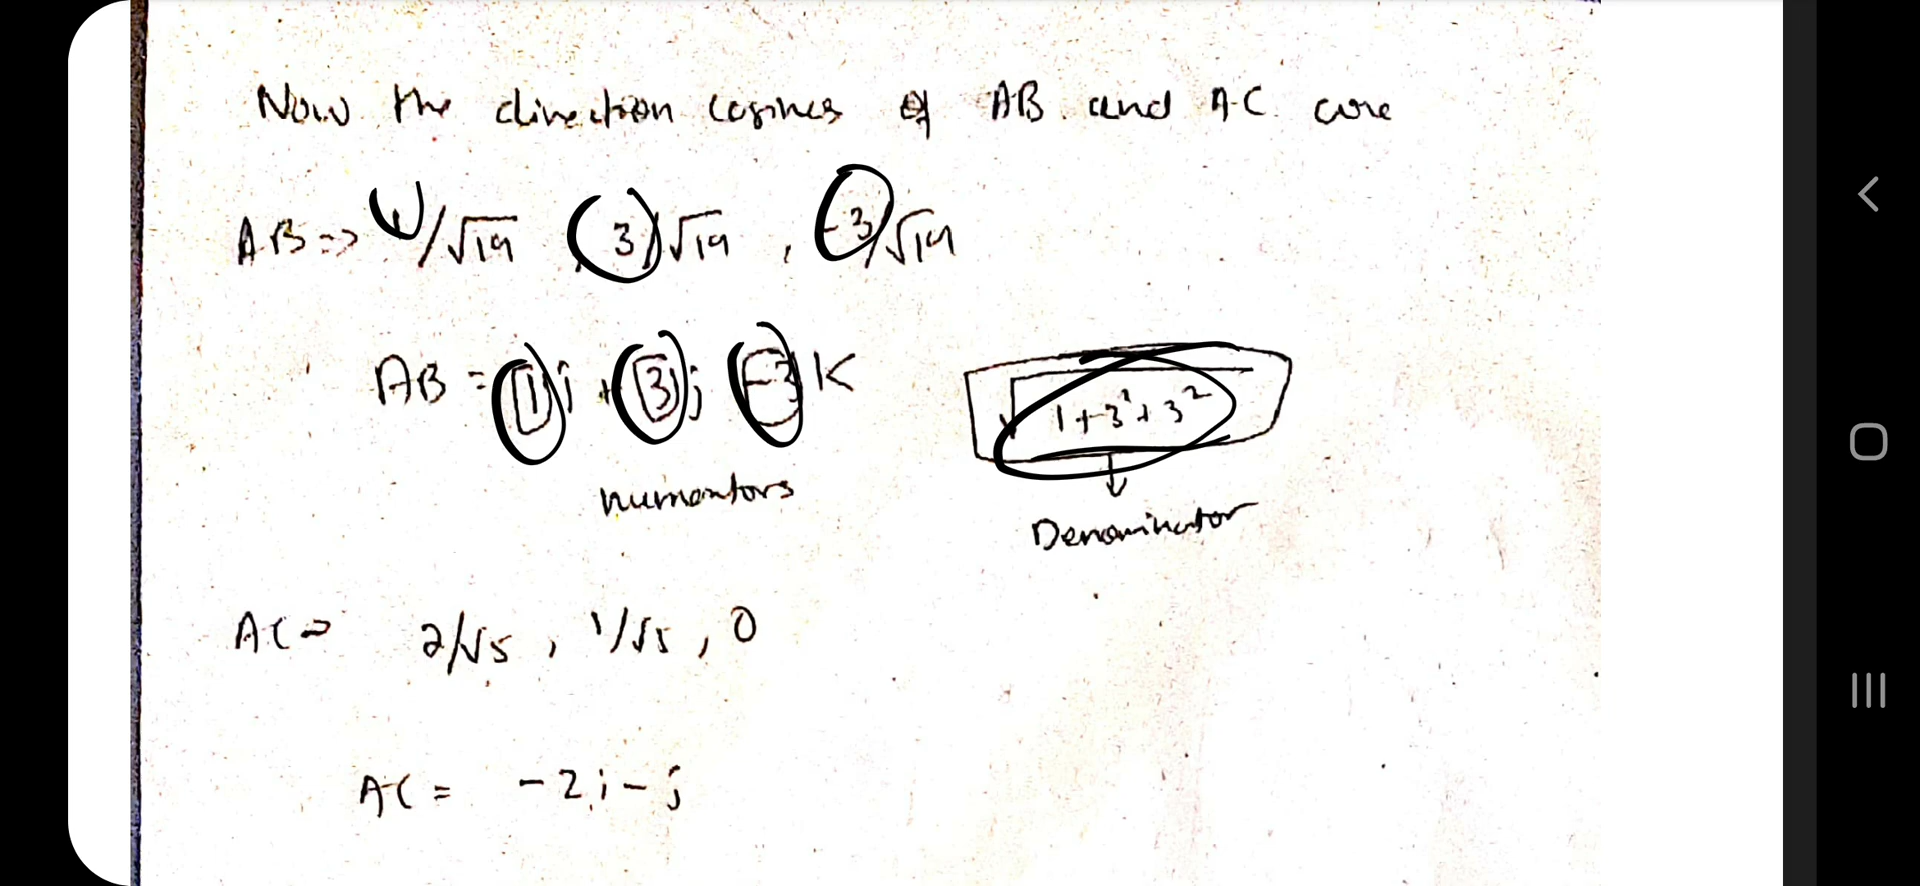 Now the direction cosines of AB and AC are
AB => 1/√19 , 3/√19 , -3/√19
AB = 1i + 3j -3K
√1+3²+3²
numerators
Denominator
AC => 2/√5 , 1/√5 , 0
AC = -2i - j